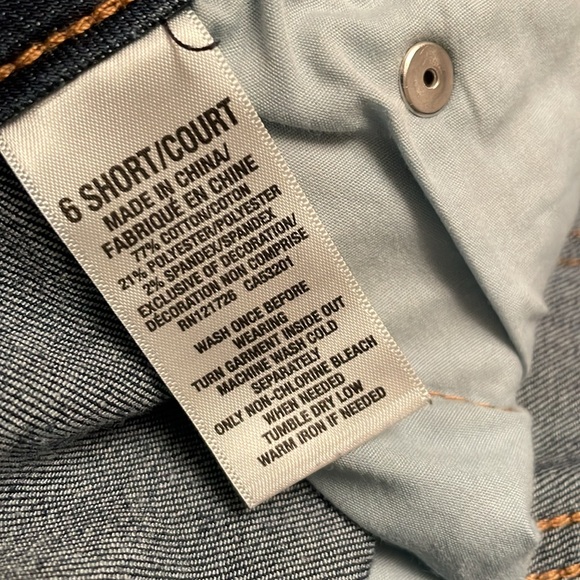 6 SHORT/COURT
MADE IN CHINA/
FABRIQUÉ EN CHINE
77% COTTON/COTON
21% POLYESTER/POLYESTER
2% SPANDEX/SPANDEX
EXCLUSIVE OF DECORATION/
DÉCORATION NON COMPRISE
RN121726 CA53201
WASH ONCE BEFORE
WEARING
TURN GARMENT INSIDE OUT
MACHINE WASH COLD
SEPARATELY
ONLY NON-CHLORINE BLEACH
WHEN NEEDED
TUMBLE DRY LOW
WARM IRON IF NEEDED